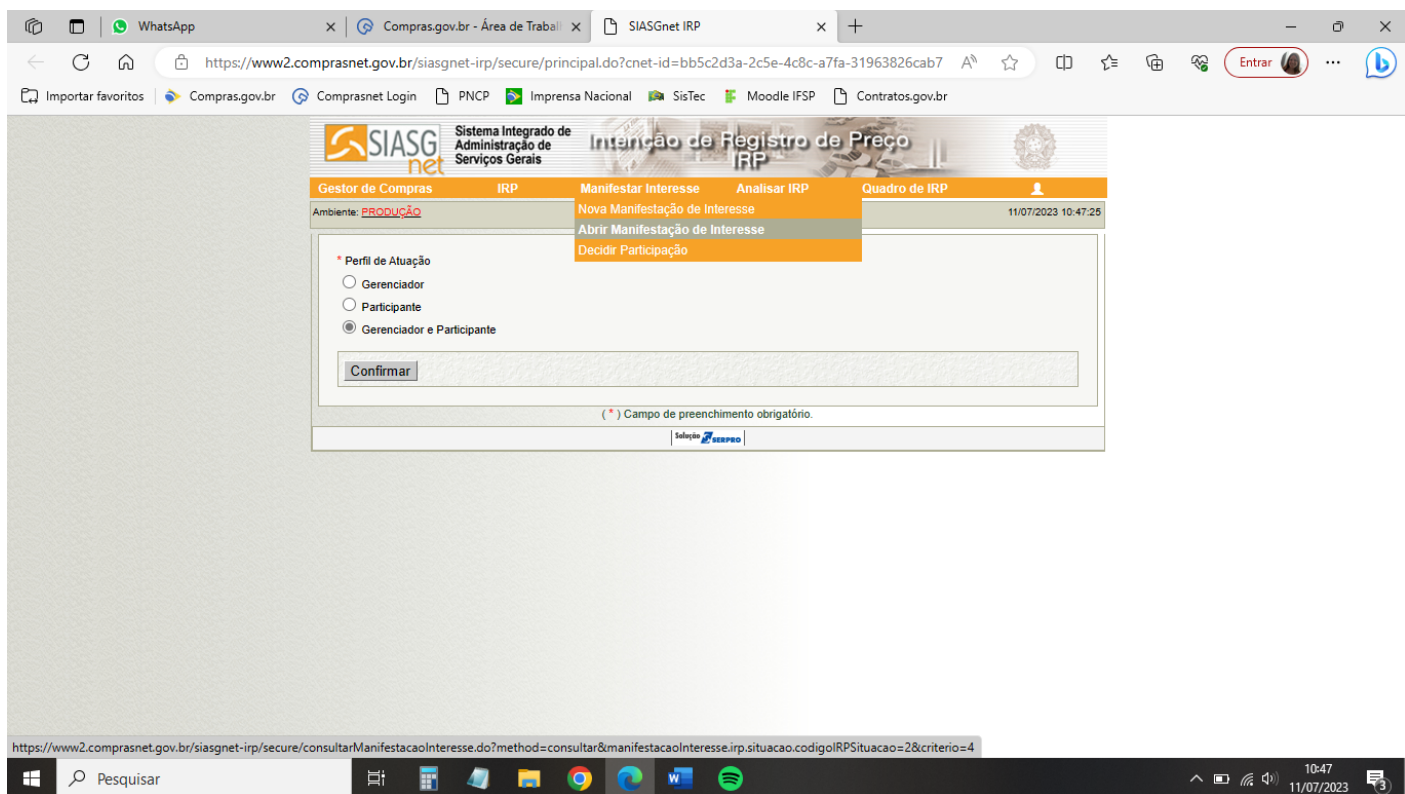 WhatsApp
Compras.gov.br - Área de Trabal
SIASGnet IRP
https://www2.comprasnet.gov.br/siasgnet-irp/secure/principal.do?cnet-id=bb5c2d3a-2c5e-4c8c-a7fa-31963826cab7
Entrar
Importar favoritos
Compras.gov.br
Comprasnet Login
PNCP
Imprensa Nacional
SisTec
Moodle IFSP
Contratos.gov.br
SIASG
net
Sistema Integrado de
Administração de
Serviços Gerais
Intenção de Registro de Preço
IRP
Gestor de Compras IRP Manifestar Interesse Analisar IRP Quadro de IRP
Ambiente: PRODUÇÃO
11/07/2023 10:47:25
Nova Manifestação de Interesse
Abrir Manifestação de Interesse
Decidir Participação
* Perfil de Atuação
Gerenciador
Participante
Gerenciador e Participante
Confirmar
( * ) Campo de preenchimento obrigatório.
Solução SERPRO
https://www2.comprasnet.gov.br/siasgnet-irp/secure/consultarManifestacaoInteresse.do?method=consultar&manifestacaoInteresse.irp.situacao.codigoIRPSituacao=2&criterio=4
Pesquisar
10:47
11/07/2023
3